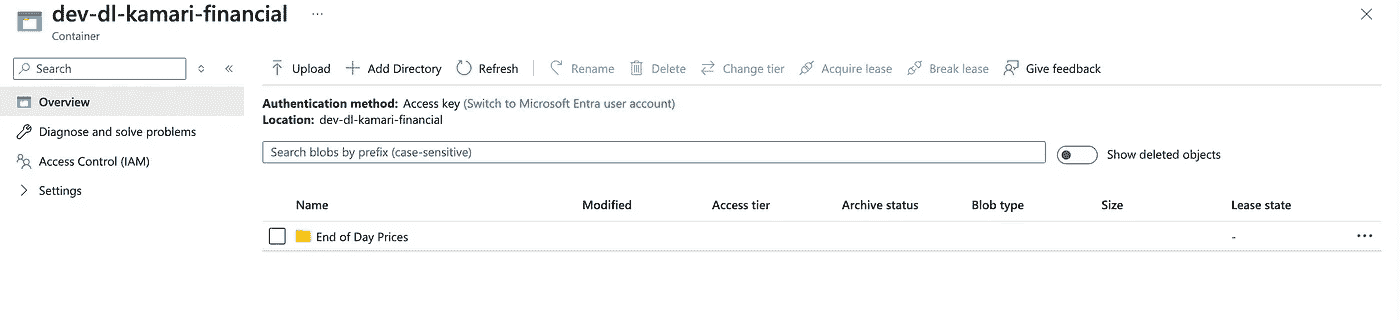 dev-dl-kamari-financial ...
Container
Search
Overview
Diagnose and solve problems
Access Control (IAM)
Settings
Upload Add Directory Refresh Rename Delete Change tier Acquire lease Break lease Give feedback
Authentication method: Access key (Switch to Microsoft Entra user account)
Location: dev-dl-kamari-financial
Search blobs by prefix (case-sensitive)
Show deleted objects
Name Modified Access tier Archive status Blob type Size Lease state
End of Day Prices - ...